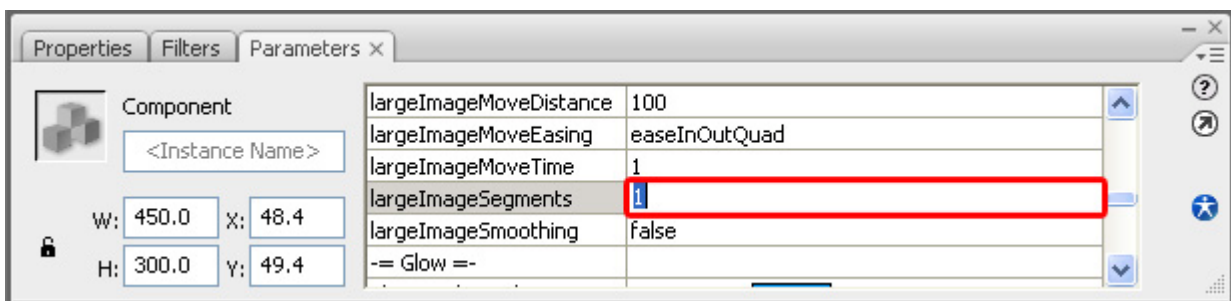 Properties Filters Parameters
Component
<Instance Name>
W: 450.0 X: 48.4
H: 300.0 Y: 49.4
largeImageMoveDistance 100
largeImageMoveEasing easeInOutQuad
largeImageMoveTime 1
largeImageSegments 1
largeImageSmoothing false
-= Glow =-